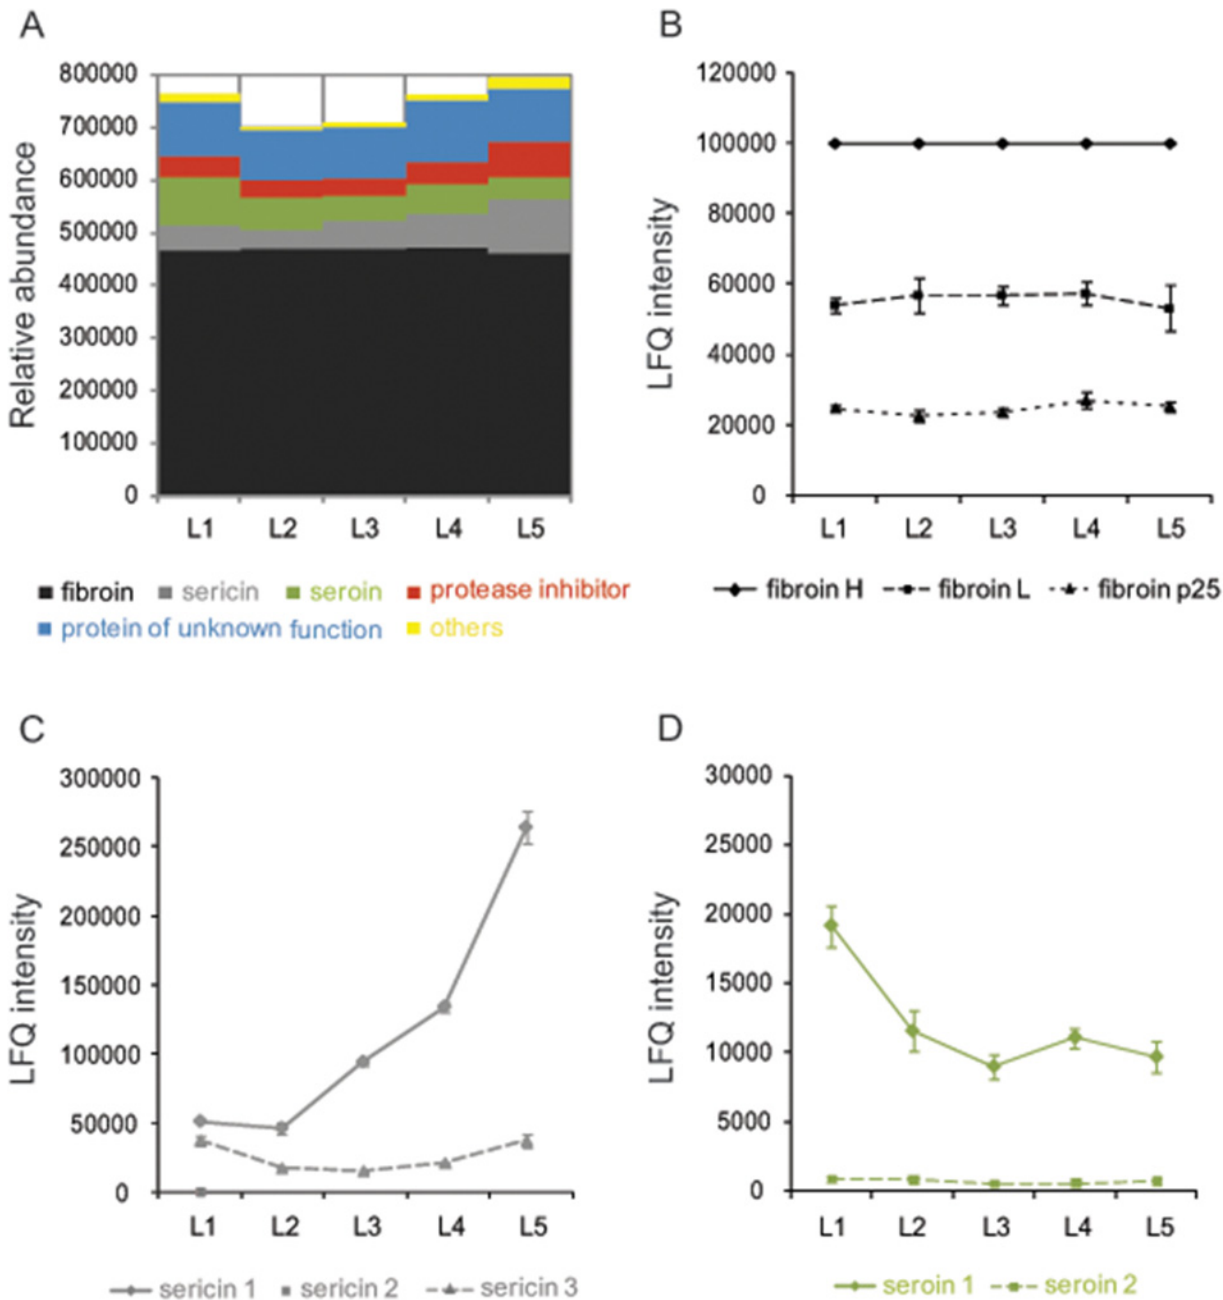 A
Relative abundance
800000
700000
600000
500000
400000
300000
200000
100000
0
L1 L2 L3 L4 L5
fibroin sericin seroin protease inhibitor
protein of unknown function others
B
LFQ intensity
120000
100000
80000
60000
40000
20000
0
L1 L2 L3 L4 L5
fibroin H fibroin L fibroin p25
C
LFQ intensity
300000
250000
200000
150000
100000
50000
0
L1 L2 L3 L4 L5
sericin 1 sericin 2 sericin 3
D
LFQ intensity
30000
25000
20000
15000
10000
5000
0
L1 L2 L3 L4 L5
seroin 1 seroin 2